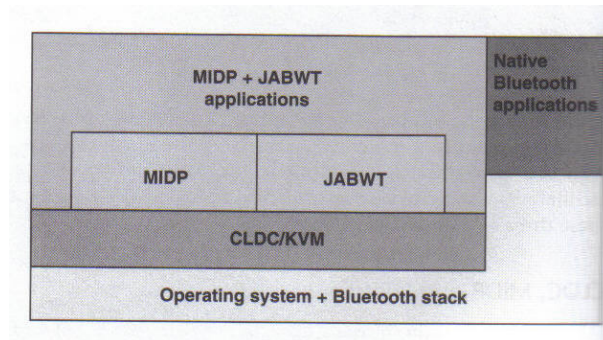 MIDP + JABWT
applications
Native
Bluetooth
applications
MIDP
JABWT
CLDC/KVM
Operating system + Bluetooth stack